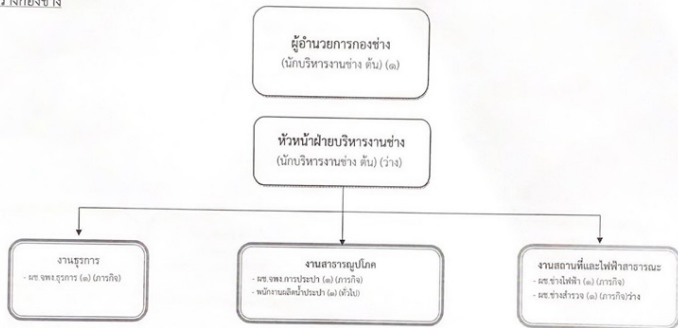 ผู้อำนวยการกองช่าง
(นักบริหารงานช่าง ต้น) (๑)
หัวหน้าฝ่ายบริหารงานช่าง
(นักบริหารงานช่าง ต้น) (ว่าง)
งานธุรการ
- ผช.จพง.ธุรการ (๑) (ภารกิจ)
งานสาธารณูปโภค
- ผช.จพง.การประปา (๑) (ภารกิจ)
- พนักงานผลิตน้ำประปา (๑) (ทั่วไป)
งานสถานที่และไฟฟ้าสาธารณะ
- ผช.ช่างไฟฟ้า (๑) (ภารกิจ)
- ผช.ช่างสำรวจ (๑) (ภารกิจ)ว่าง